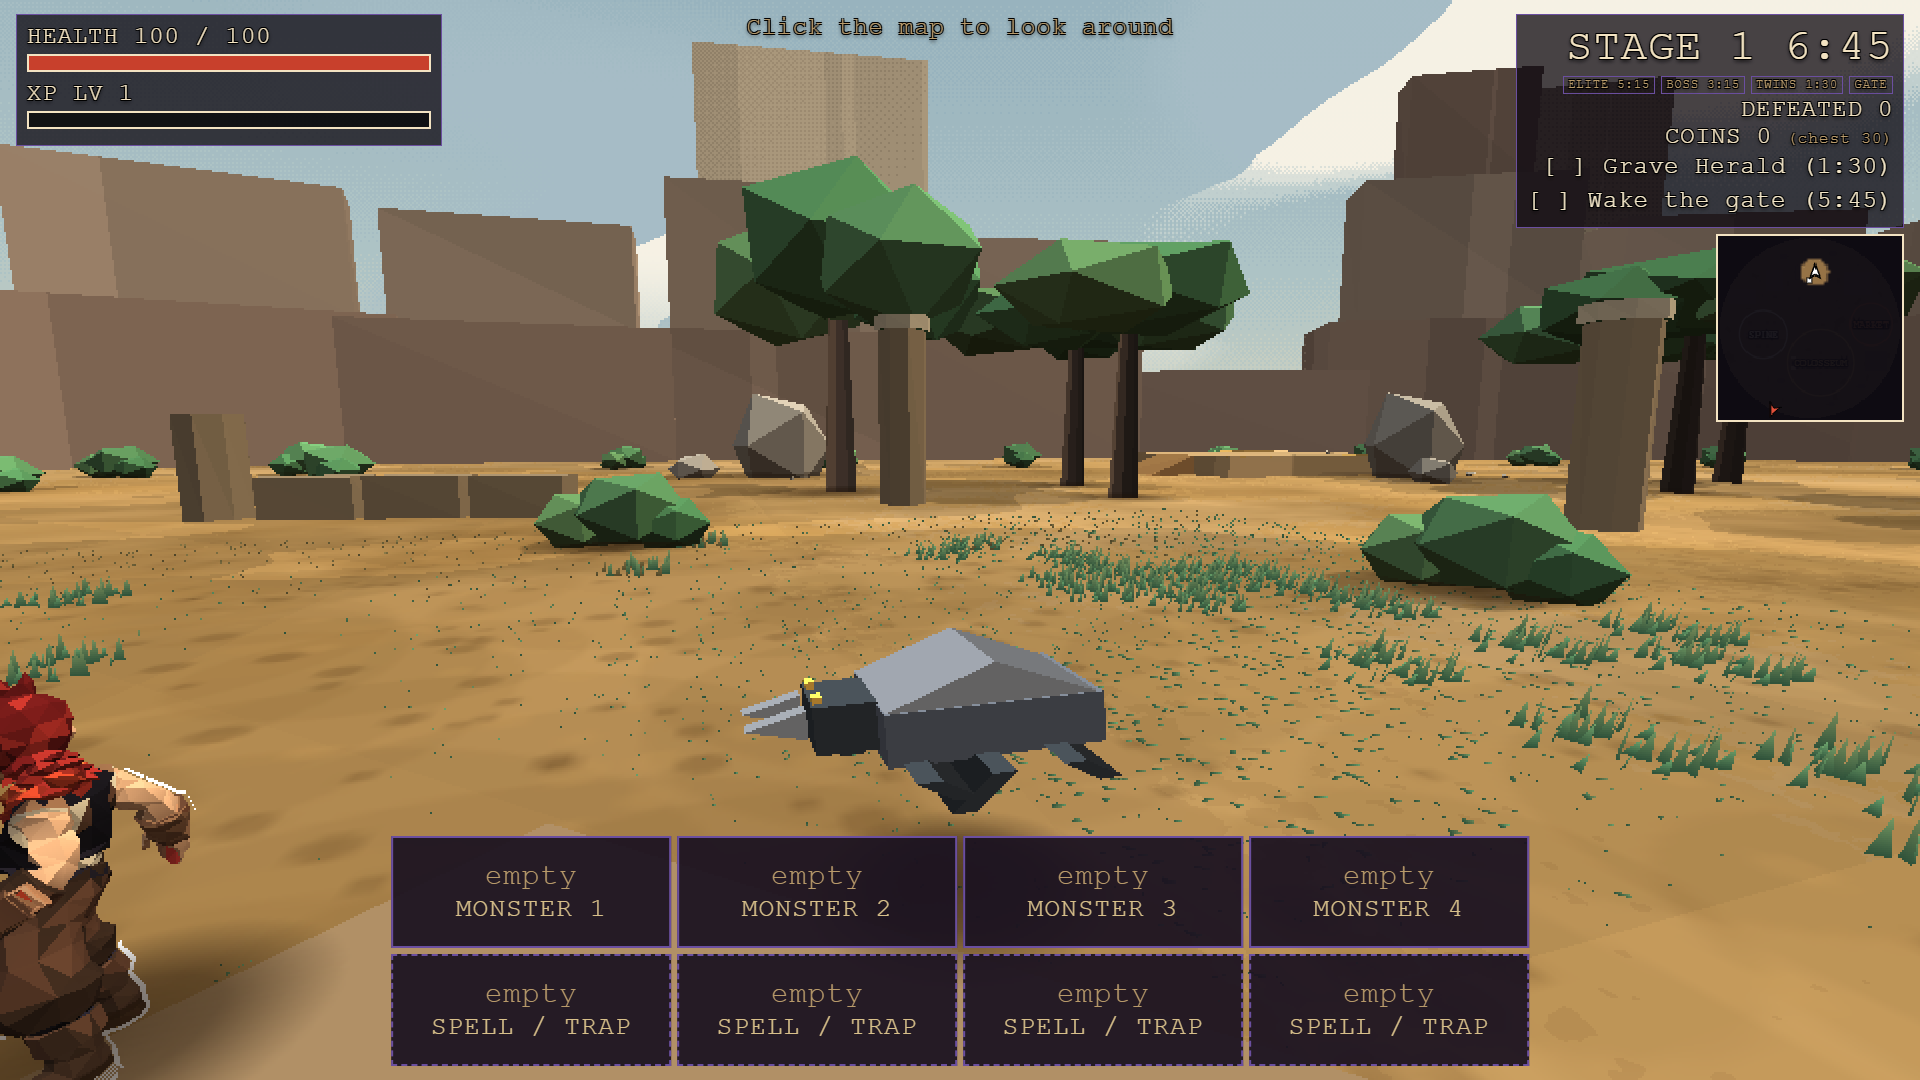 HEALTH 100 / 100
XP LV 1
Click the map to look around
STAGE 1 6:45
ELITE 5:15 BOSS 3:15 TWINS 1:30 GATE
DEFEATED 0
COINS 0 (chest 30)
[ ] Grave Herald (1:30)
[ ] Wake the gate (5:45)
empty
MONSTER 1
empty
MONSTER 2
empty
MONSTER 3
empty
MONSTER 4
empty
SPELL / TRAP
empty
SPELL / TRAP
empty
SPELL / TRAP
empty
SPELL / TRAP